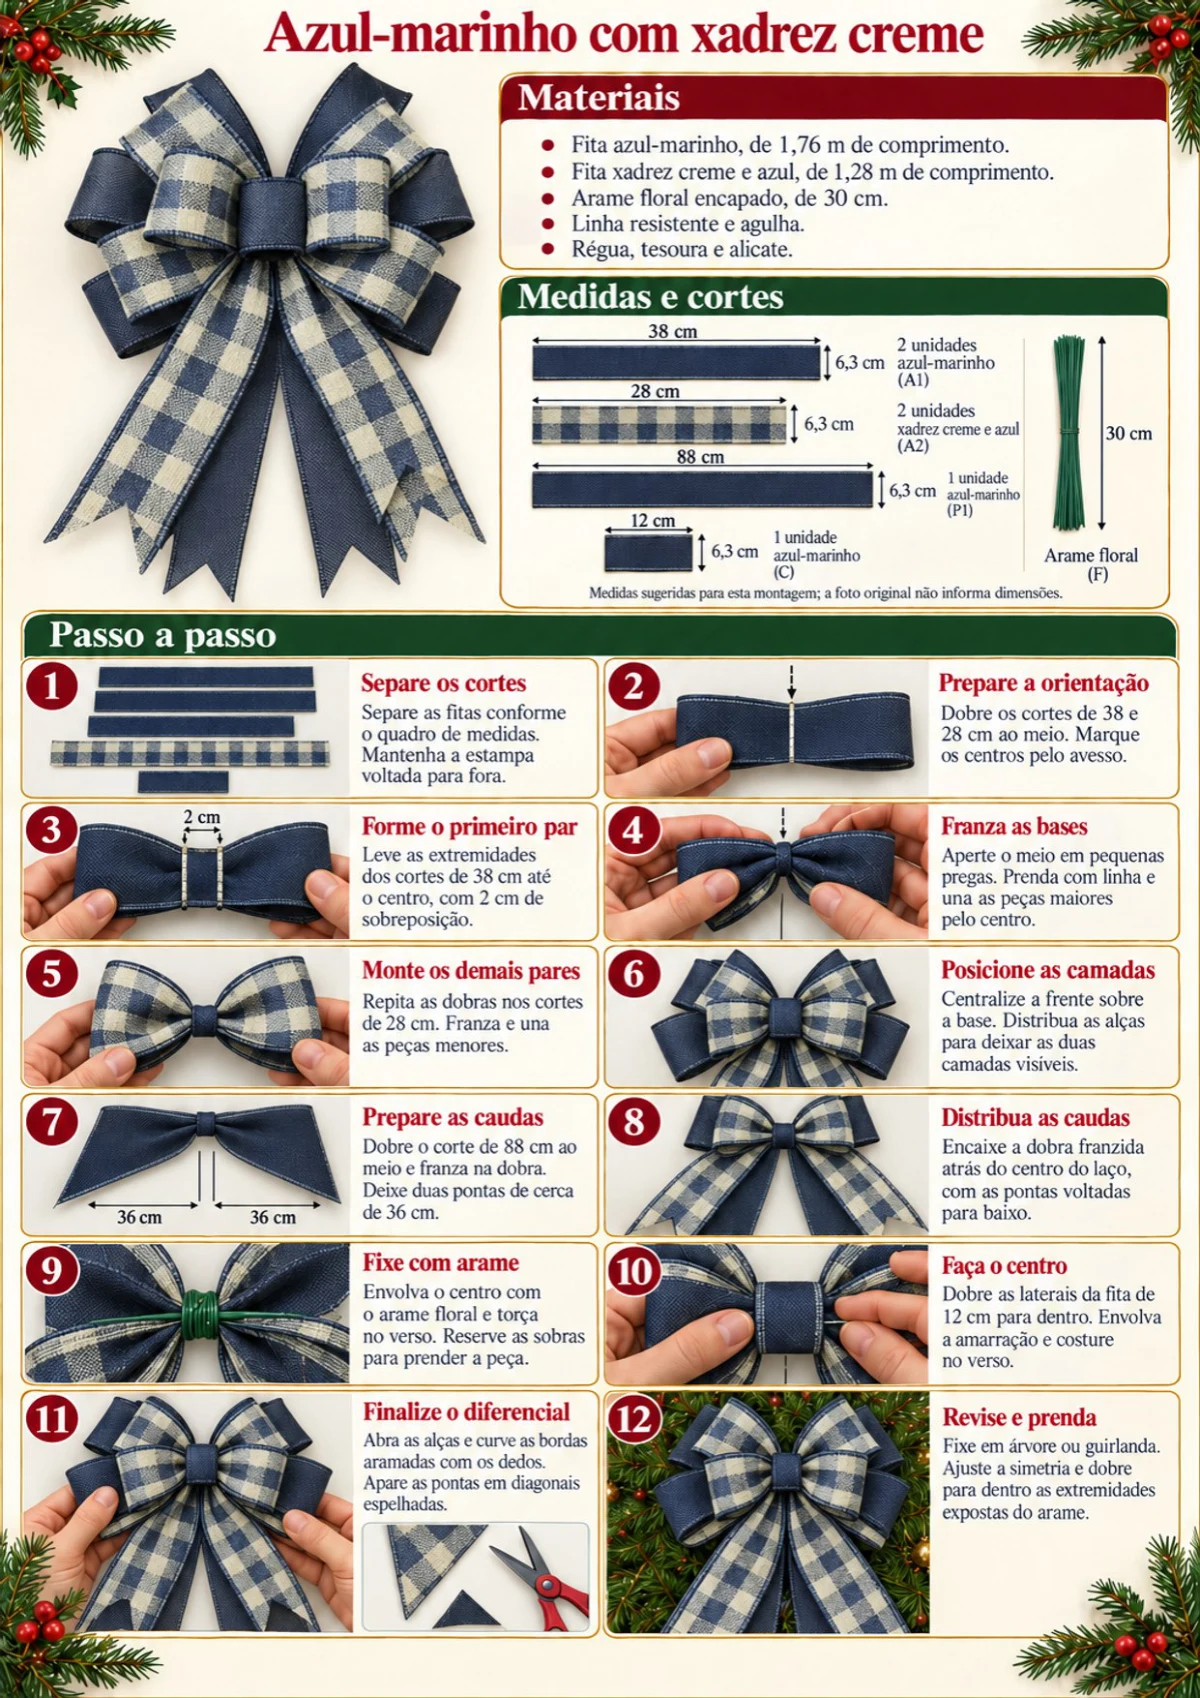 Azul-marinho com xadrez creme
Materiais
Fita azul-marinho, de 1,76 m de comprimento.
Fita xadrez creme e azul, de 1,28 m de comprimento.
Arame floral encapado, de 30 cm.
Linha resistente e agulha.
Régua, tesoura e alicate.
Medidas e cortes
38 cm
6,3 cm
2 unidades
azul-marinho
(A1)
28 cm
6,3 cm
2 unidades
xadrez creme e azul
(A2)
88 cm
6,3 cm
1 unidade
azul-marinho
(P1)
12 cm
6,3 cm
1 unidade
azul-marinho
(C)
30 cm
Arame floral
(F)
Medidas sugeridas para esta montagem; a foto original não informa dimensões.
Passo a passo
1
Separe os cortes
Separe as fitas conforme
o quadro de medidas.
Mantenha a estampa
voltada para fora.
2
Prepare a orientação
Dobre os cortes de 38 e
28 cm ao meio. Marque
os centros pelo avesso.
3
2 cm
Forme o primeiro par
Leve as extremidades
dos cortes de 38 cm até
o centro, com 2 cm de
sobreposição.
4
Franza as bases
Aperte o meio em pequenas
pregas. Prenda com linha e
una as peças maiores
pelo centro.
5
Monte os demais pares
Repita as dobras nos cortes
de 28 cm. Franza e una
as peças menores.
6
Posicione as camadas
Centralize a frente sobre
a base. Distribua as alças
para deixar as duas
camadas visíveis.
7
36 cm
36 cm
Prepare as caudas
Dobre o corte de 88 cm ao
meio e franza na dobra.
Deixe duas pontas de cerca
de 36 cm.
8
Distribua as caudas
Encaixe a dobra franzida
atrás do centro do laço,
com as pontas voltadas
para baixo.
9
Fixe com arame
Envolva o centro com
o arame floral e torça
no verso. Reserve as sobras
para prender a peça.
10
Faça o centro
Dobre as laterais da fita de
12 cm para dentro. Envolva
a amarração e costure
no verso.
11
Finalize o diferencial
Abra as alças e curve as bordas
aramadas com os dedos.
Apare as pontas em diagonais
espelhadas.
12
Revise e prenda
Fixe em árvore ou guirlanda.
Ajuste a simetria e dobre
para dentro as extremidades
expostas do arame.